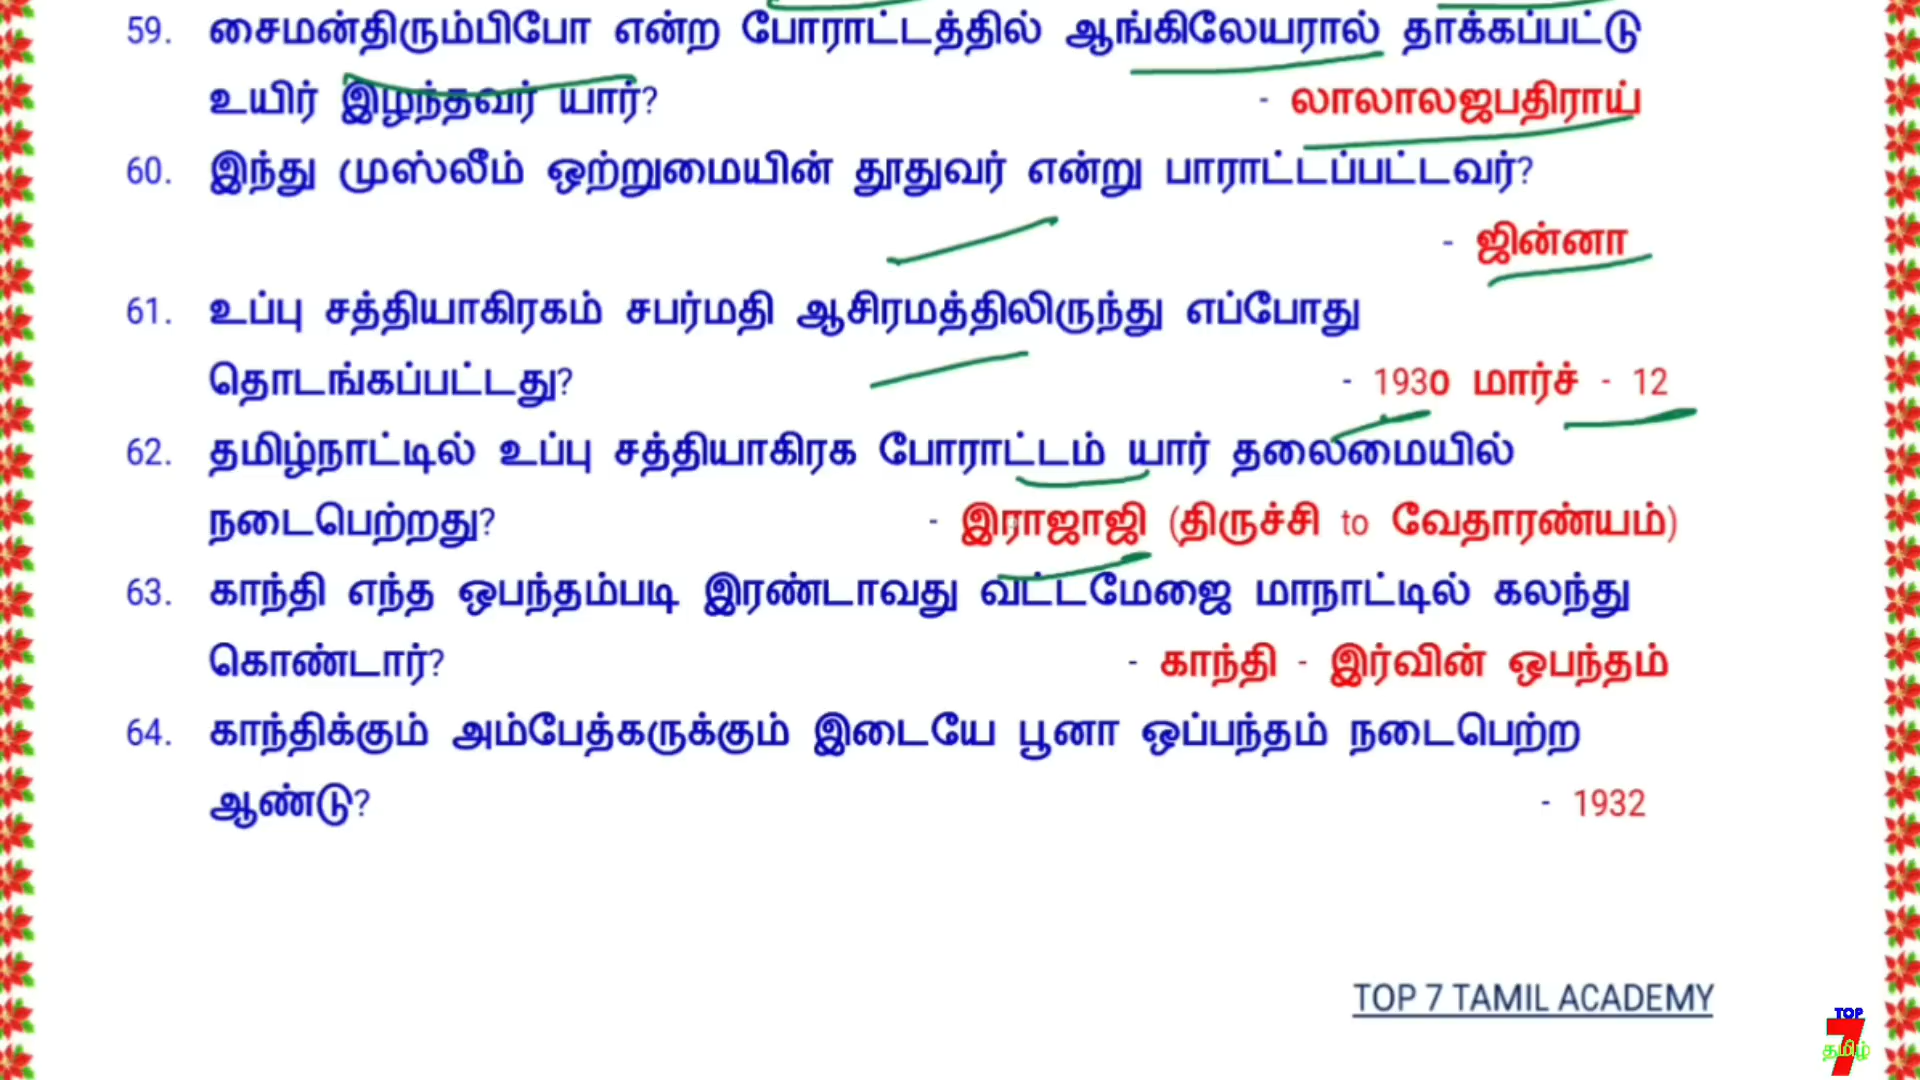 59. சைமன்திரும்பிபோ என்ற போராட்டத்தில் ஆங்கிலேயரால் தாக்கப்பட்டு
உயிர் இழந்தவர் யார்? - லாலாலஜபதிராய்
60. இந்து முஸ்லீம் ஒற்றுமையின் தூதுவர் என்று பாராட்டப்பட்டவர்?
- ஜின்னா
61. உப்பு சத்தியாகிரகம் சபர்மதி ஆசிரமத்திலிருந்து எப்போது
தொடங்கப்பட்டது? - 1930 மார்ச் - 12
62. தமிழ்நாட்டில் உப்பு சத்தியாகிரக போராட்டம் யார் தலைமையில்
நடைபெற்றது? - இராஜாஜி (திருச்சி to வேதாரண்யம்)
63. காந்தி எந்த ஒபந்தம்படி இரண்டாவது வட்டமேஜை மாநாட்டில் கலந்து
கொண்டார்? - காந்தி - இர்வின் ஒபந்தம்
64. காந்திக்கும் அம்பேத்கருக்கும் இடையே பூனா ஒப்பந்தம் நடைபெற்ற
ஆண்டு? - 1932
TOP 7 TAMIL ACADEMY
TOP
7
தமிழ்